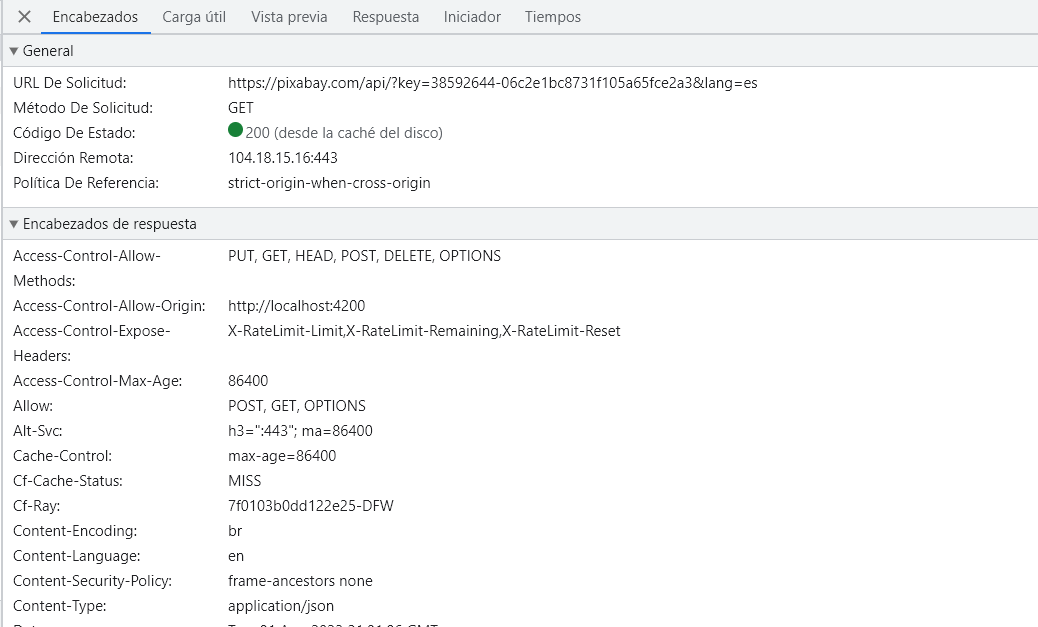 Encabezados Carga útil Vista previa Respuesta Iniciador Tiempos
General
URL De Solicitud: https://pixabay.com/api/?key=38592644-06c2e1bc8731f105a65fce2a3&lang=es
Método De Solicitud: GET
Código De Estado: 200 (desde la caché del disco)
Dirección Remota: 104.18.15.16:443
Política De Referencia: strict-origin-when-cross-origin
Encabezados de respuesta
Access-Control-Allow- PUT, GET, HEAD, POST, DELETE, OPTIONS
Methods:
Access-Control-Allow-Origin: http://localhost:4200
Access-Control-Expose- X-RateLimit-Limit,X-RateLimit-Remaining,X-RateLimit-Reset
Headers:
Access-Control-Max-Age: 86400
Allow: POST, GET, OPTIONS
Alt-Svc: h3=":443"; ma=86400
Cache-Control: max-age=86400
Cf-Cache-Status: MISS
Cf-Ray: 7f0103b0dd122e25-DFW
Content-Encoding: br
Content-Language: en
Content-Security-Policy: frame-ancestors none
Content-Type: application/json